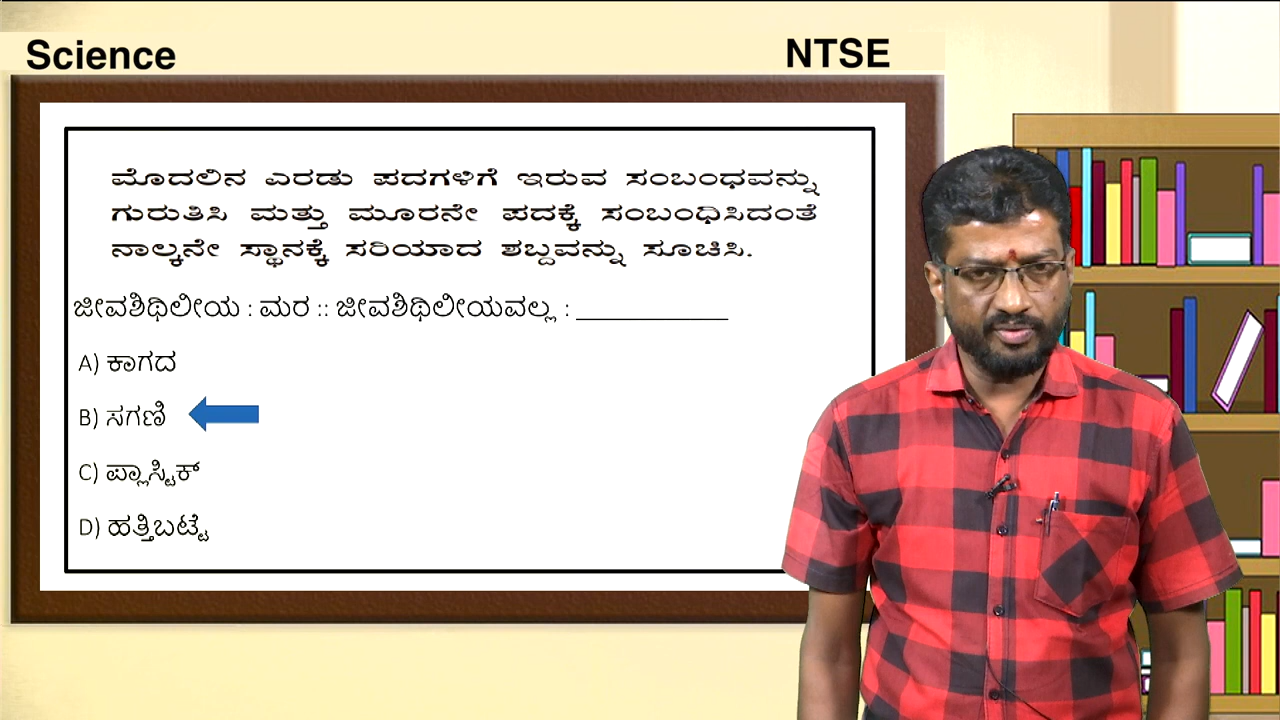 Science
NTSE
ಮೊದಲಿನ ಎರಡು ಪದಗಳಿಗೆ ಇರುವ ಸಂಬಂಧವನ್ನು
ಗುರುತಿಸಿ ಮತ್ತು ಮೂರನೇ ಪದಕ್ಕೆ ಸಂಬಂಧಿಸಿದಂತೆ
ನಾಲ್ಕನೇ ಸ್ಥಾನಕ್ಕೆ ಸರಿಯಾದ ಶಬ್ದವನ್ನು ಸೂಚಿಸಿ.
ಜೀವಶಿಥಿಲೀಯ : ಮರ :: ಜೀವಶಿಥಿಲೀಯವಲ್ಲ : ____________
A) ಕಾಗದ
B) ಸಗಣಿ
C) ಪ್ಲಾಸ್ಟಿಕ್
D) ಹತ್ತಿಬಟ್ಟೆ